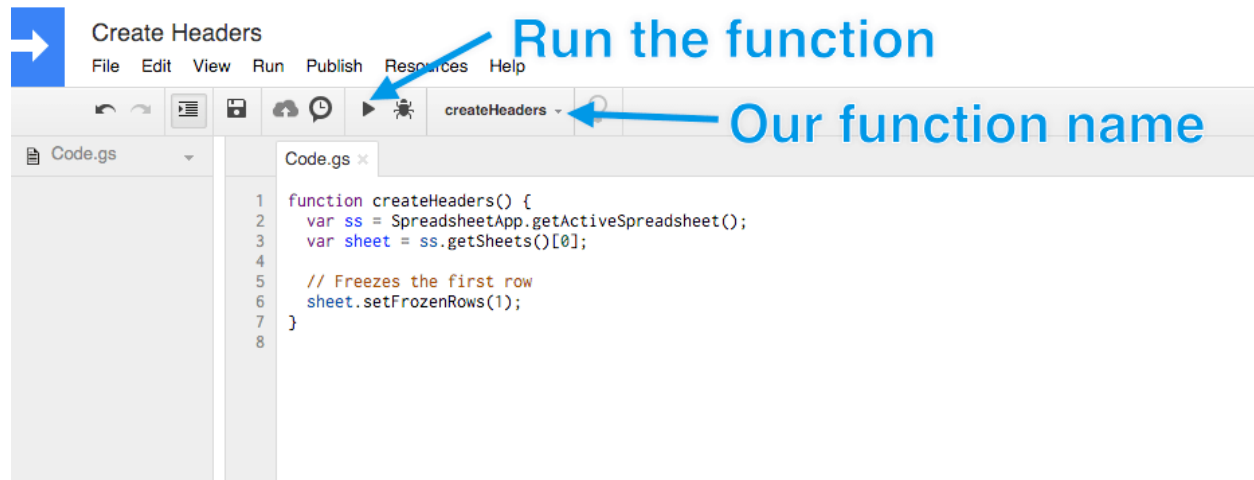 Create Headers
Run the function
File Edit View Run Publish Resources Help
createHeaders
Our function name
Code.gs
Code.gs ×
1 function createHeaders() {
2 var ss = SpreadsheetApp.getActiveSpreadsheet();
3 var sheet = ss.getSheets()[0];
4
5 // Freezes the first row
6 sheet.setFrozenRows(1);
7 }
8